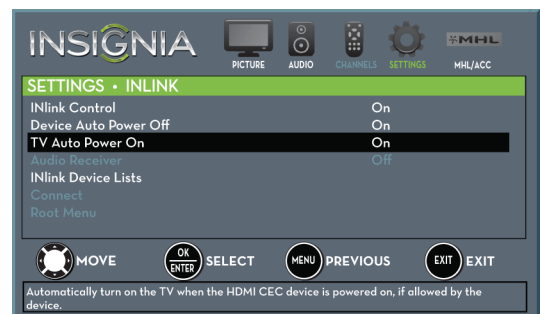 INSIGNIA
PICTURE AUDIO CHANNELS SETTINGS MHL MHL/ACC
SETTINGS • INLINK
INlink Control On
Device Auto Power Off On
TV Auto Power On On
Audio Receiver Off
INlink Device Lists
Connect
Root Menu
MOVE OK ENTER SELECT MENU PREVIOUS EXIT EXIT
Automatically turn on the TV when the HDMI CEC device is powered on, if allowed by the
device.